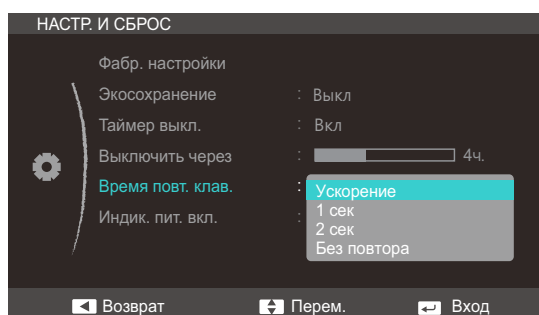 НАСТР. И СБРОС
Фабр. настройки
Экосохранение : Выкл
Таймер выкл. : Вкл
Выключить через : 4ч.
Время повт. клав. : Ускорение
1 сек
Индик. пит. вкл. : 2 сек
Без повтора
Возврат Перем. Вход